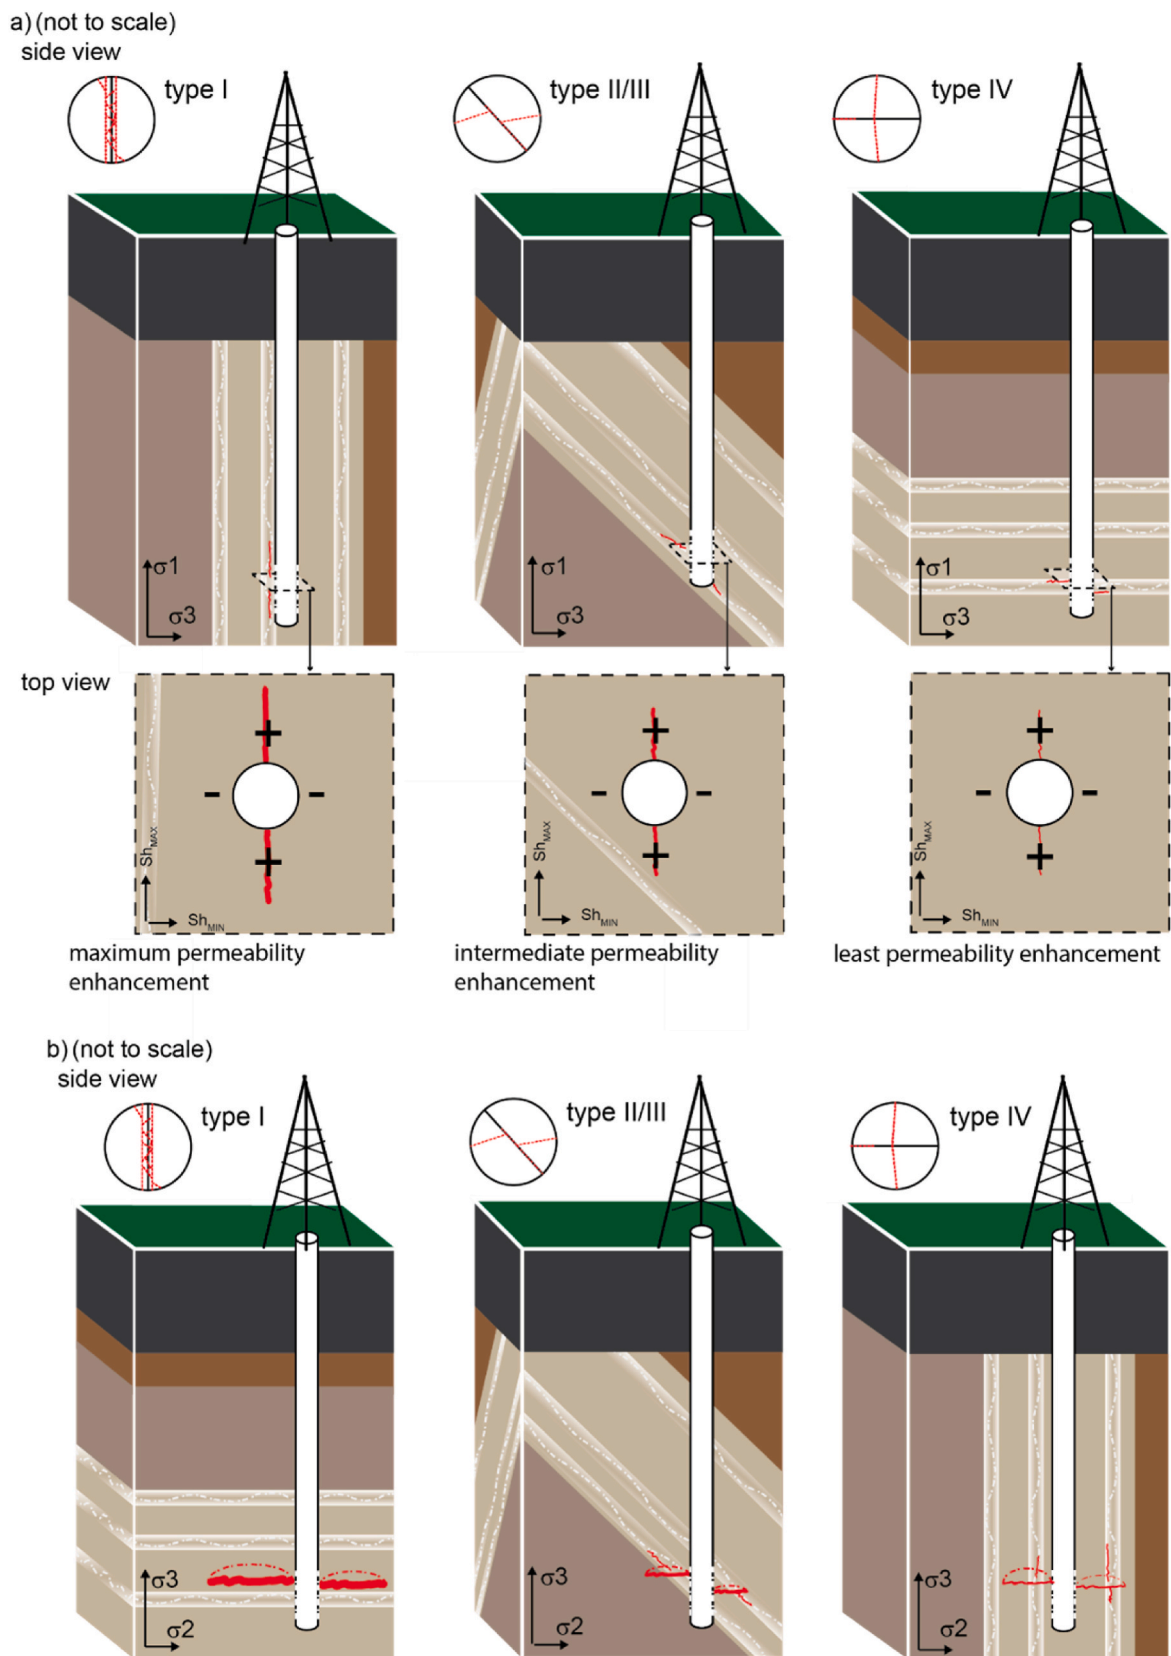 a) (not to scale)
side view
type I
type II/III
type IV
σ1
σ3
σ1
σ3
σ1
σ3
top view
+
- -
+
Sh_MAX
Sh_MIN
+
- -
+
Sh_MAX
Sh_MIN
+
- -
+
Sh_MAX
Sh_MIN
maximum permeability
enhancement
intermediate permeability
enhancement
least permeability enhancement
b) (not to scale)
side view
type I
type II/III
type IV
σ3
σ2
σ3
σ2
σ3
σ2